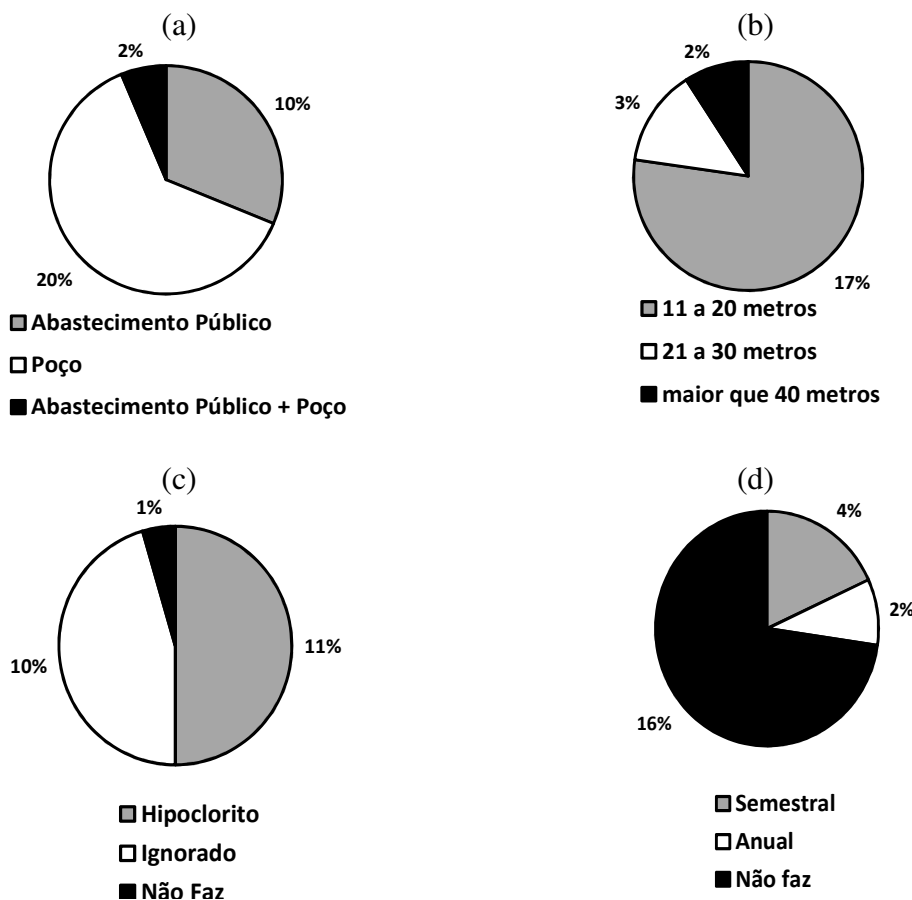 (a)
2%
10%
20%
Abastecimento Público
Poço
Abastecimento Público + Poço
(b)
2%
3%
17%
11 a 20 metros
21 a 30 metros
maior que 40 metros
(c)
1%
10%
11%
Hipoclorito
Ignorado
Não Faz
(d)
4%
2%
16%
Semestral
Anual
Não faz